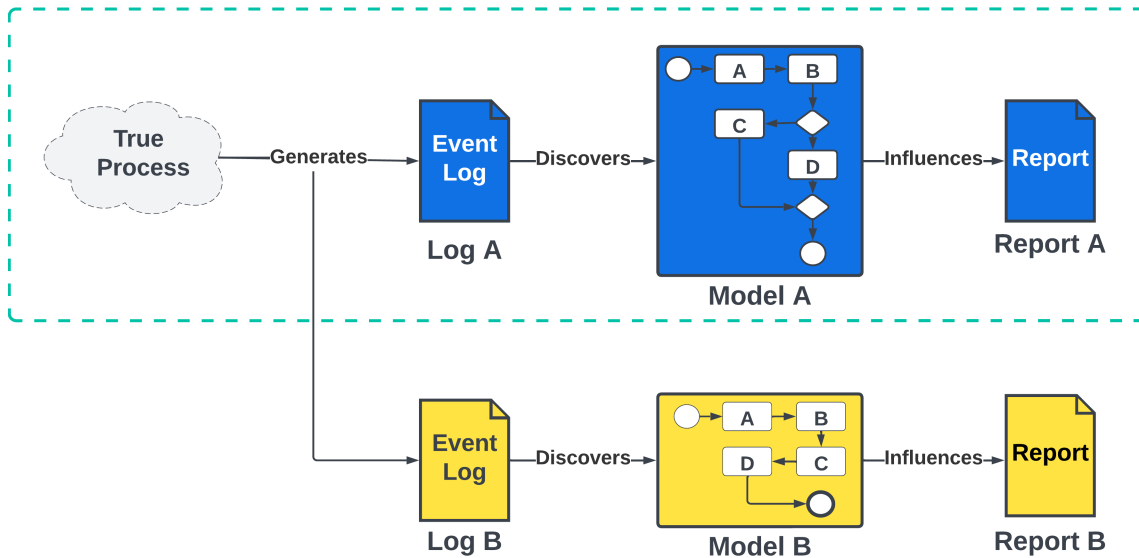 True
Process
Generates
Event
Log
Log A
Discovers
A
B
C
D
Model A
Influences
Report
Report A
Event
Log
Log B
Discovers
A
B
D
C
Model B
Influences
Report
Report B